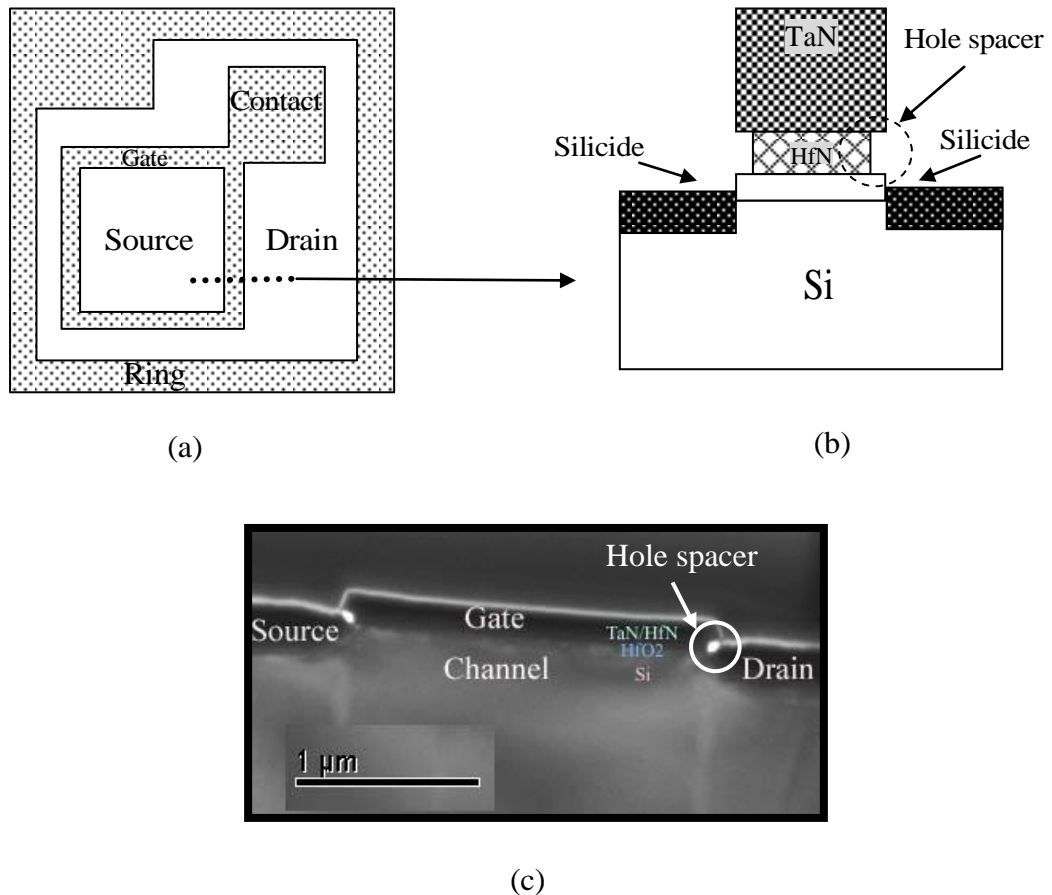 Contact
Gate
Source
Drain
Ring
(a)
TaN
Hole spacer
Silicide
HfN
Silicide
Si
(b)
Hole spacer
Gate
Source
TaN/HfN
HfO2
Channel
Si
Drain
1 μm
(c)